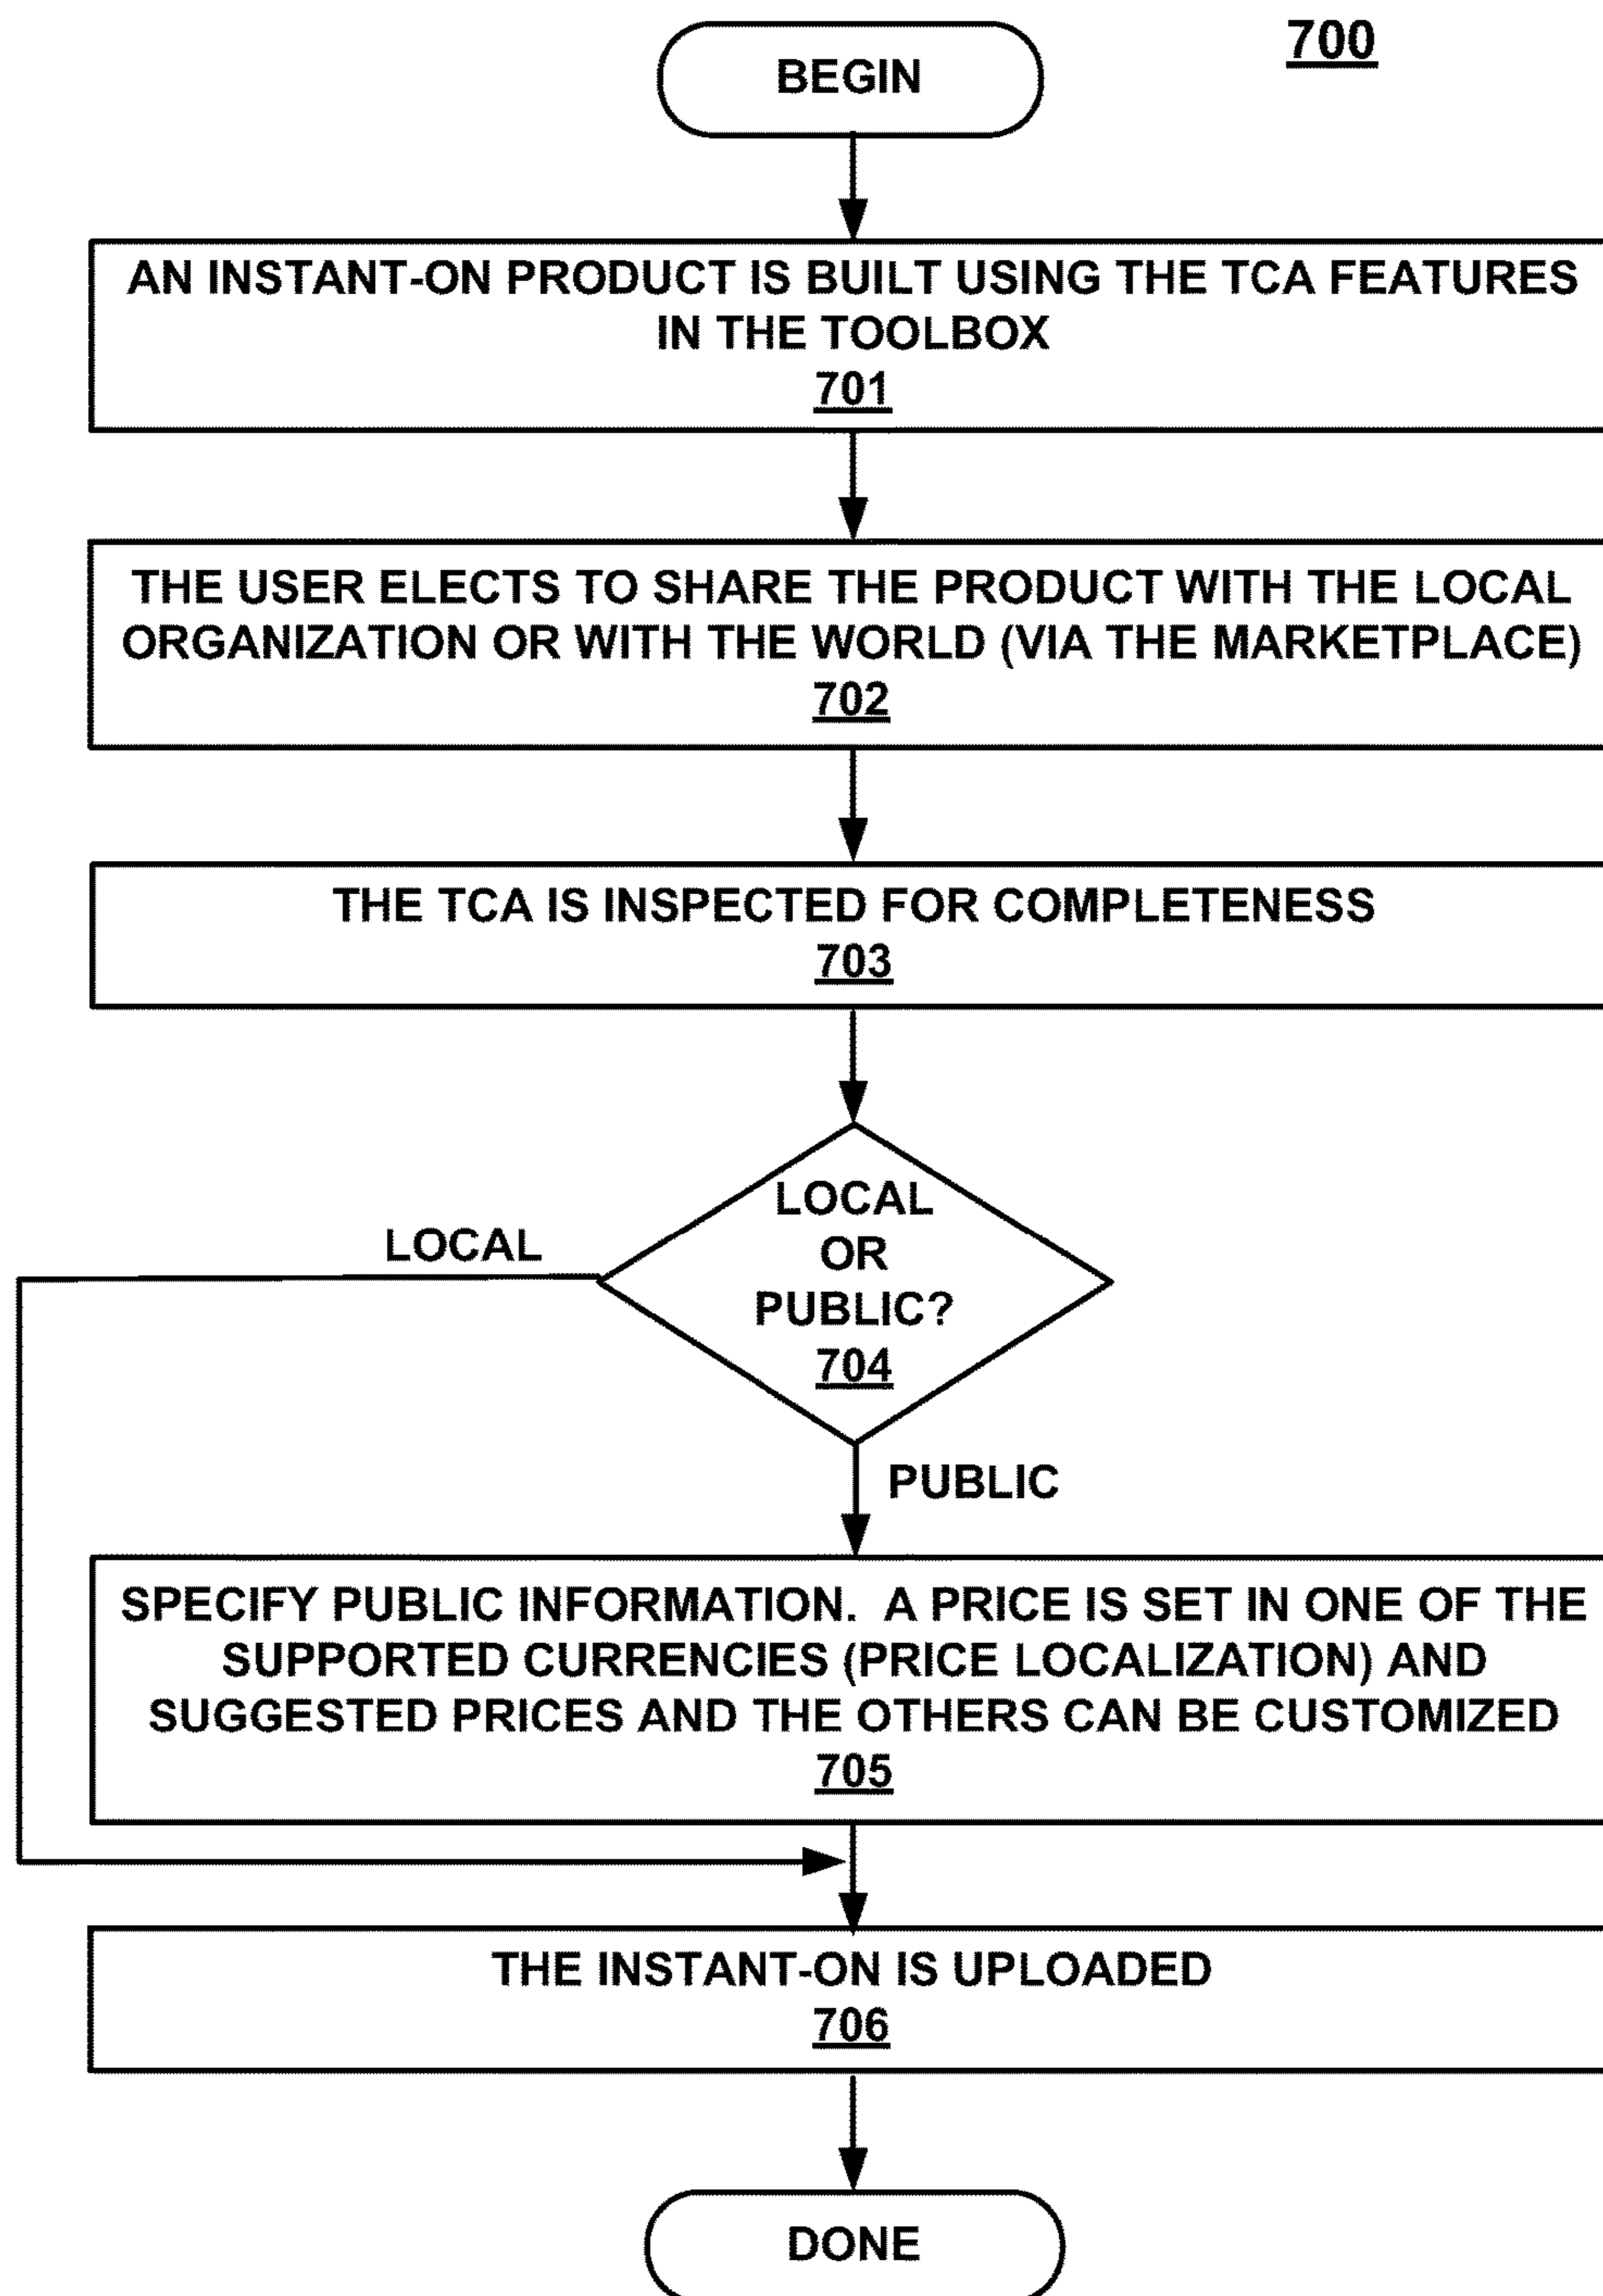 700
BEGIN
AN INSTANT-ON PRODUCT IS BUILT USING THE TCA FEATURES
IN THE TOOLBOX
701
THE USER ELECTS TO SHARE THE PRODUCT WITH THE LOCAL
ORGANIZATION OR WITH THE WORLD (VIA THE MARKETPLACE)
702
THE TCA IS INSPECTED FOR COMPLETENESS
703
LOCAL
OR
PUBLIC?
704
LOCAL
PUBLIC
SPECIFY PUBLIC INFORMATION. A PRICE IS SET IN ONE OF THE
SUPPORTED CURRENCIES (PRICE LOCALIZATION) AND
SUGGESTED PRICES AND THE OTHERS CAN BE CUSTOMIZED
705
THE INSTANT-ON IS UPLOADED
706
DONE